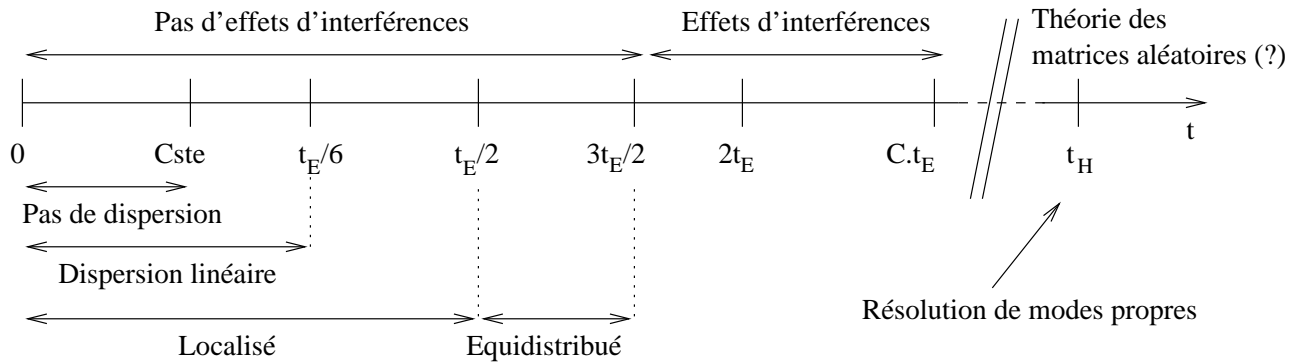 Pas d'effets d'interférences
Effets d'interférences
Théorie des
matrices aléatoires (?)
0
Cste
t_E/6
t_E/2
3t_E/2
2t_E
C.t_E
t_H
t
Pas de dispersion
Dispersion linéaire
Localisé
Equidistribué
Résolution de modes propres